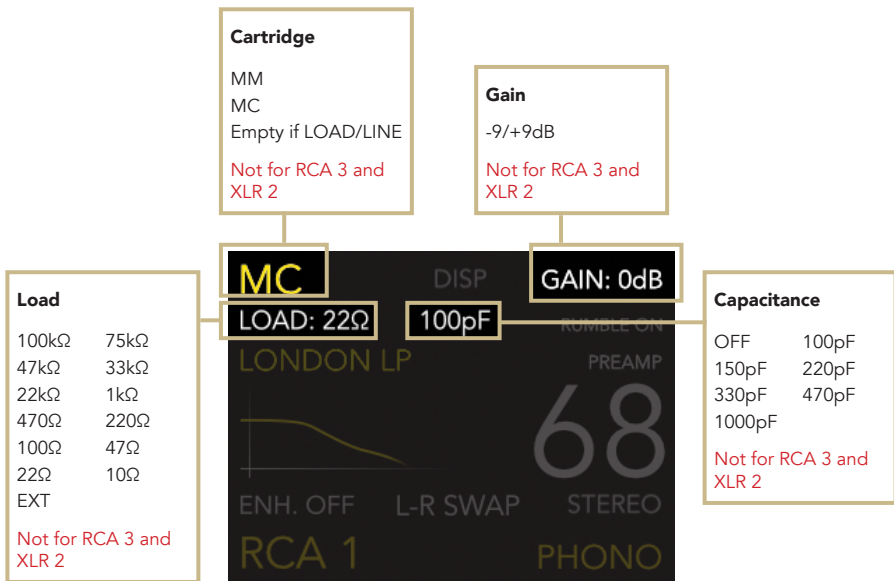 Cartridge
MM
MC
Empty if LOAD/LINE
Not for RCA 3 and
XLR 2
Gain
-9/+9dB
Not for RCA 3 and
XLR 2
Load
100kΩ 75kΩ
47kΩ 33kΩ
22kΩ 1kΩ
470Ω 220Ω
100Ω 47Ω
22Ω 10Ω
EXT
Not for RCA 3 and
XLR 2
MC DISP GAIN: 0dB
LOAD: 22Ω 100pF RUMBLE ON
LONDON LP PREAMP
68
ENH. OFF L-R SWAP STEREO
RCA 1 PHONO
Capacitance
OFF 100pF
150pF 220pF
330pF 470pF
1000pF
Not for RCA 3 and
XLR 2